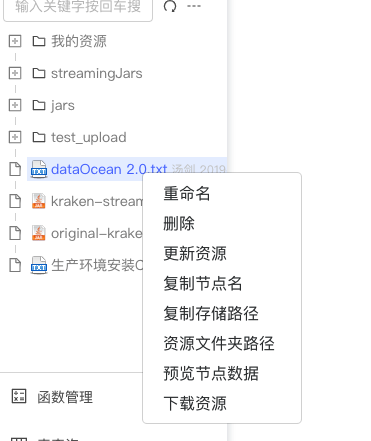 输入关键字按回车搜
我的资源
streamingJars
jars
test_upload
dataOcean 2.0.txt 汤剑 2019
kraken-stream
original-krake
生产环境安装
重命名
删除
更新资源
复制节点名
复制存储路径
资源文件夹路径
预览节点数据
下载资源
函数管理